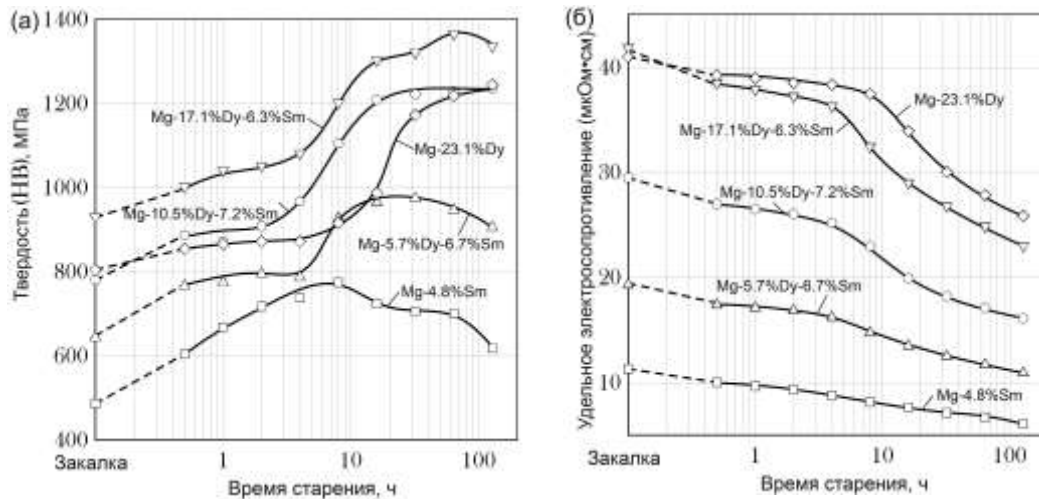 (а)
Твердость (HB), МПа
1400
1200
1000
800
600
400
Mg-17.1%Dy-6.3%Sm
Mg-23.1%Dy
Mg-10.5%Dy-7.2%Sm
Mg-5.7%Dy-6.7%Sm
Mg-4.8%Sm
Закалка
1
10
100
Время старения, ч
(б)
Удельное электросопротивление (мкОм•см)
40
30
20
10
Mg-23.1%Dy
Mg-17.1%Dy-6.3%Sm
Mg-10.5%Dy-7.2%Sm
Mg-5.7%Dy-6.7%Sm
Mg-4.8%Sm
Закалка
1
10
100
Время старения, ч